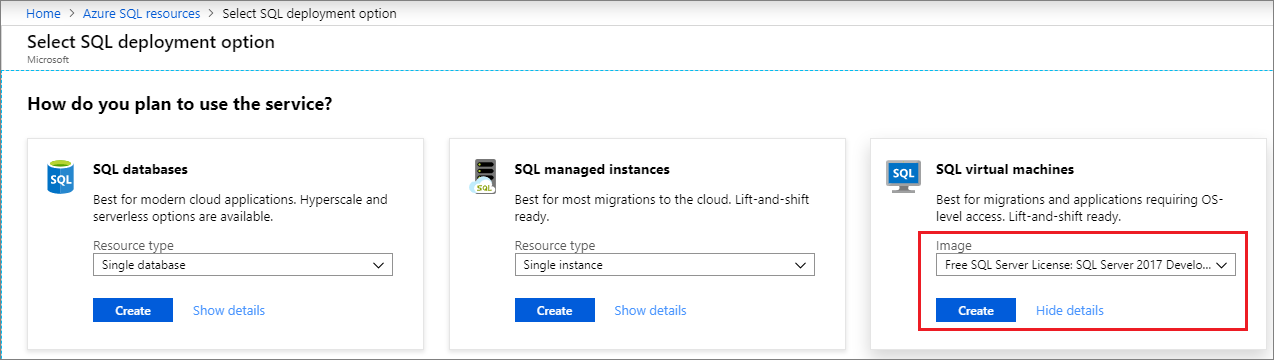 Home > Azure SQL resources > Select SQL deployment option
Select SQL deployment option
Microsoft
How do you plan to use the service?
SQL
SQL databases
Best for modern cloud applications. Hyperscale and
serverless options are available.
Resource type
Single database
Create
Show details
SQL
SQL managed instances
Best for most migrations to the cloud. Lift-and-shift
ready.
Resource type
Single instance
Create
Show details
SQL
SQL virtual machines
Best for migrations and applications requiring OS-
level access. Lift-and-shift ready.
Image
Free SQL Server License: SQL Server 2017 Develo...
Create
Hide details